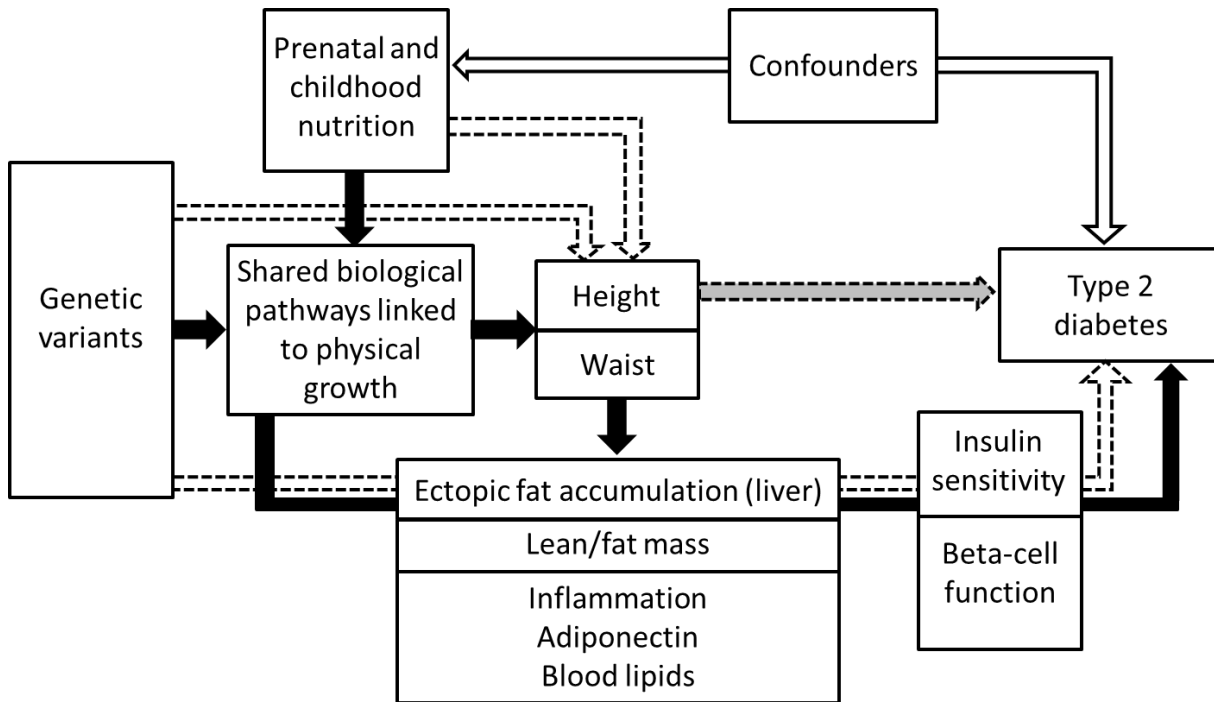 Prenatal and
childhood
nutrition
Confounders
Genetic
variants
Shared biological
pathways linked
to physical
growth
Height
Waist
Type 2
diabetes
Ectopic fat accumulation (liver)
Lean/fat mass
Inflammation
Adiponectin
Blood lipids
Insulin
sensitivity
Beta-cell
function